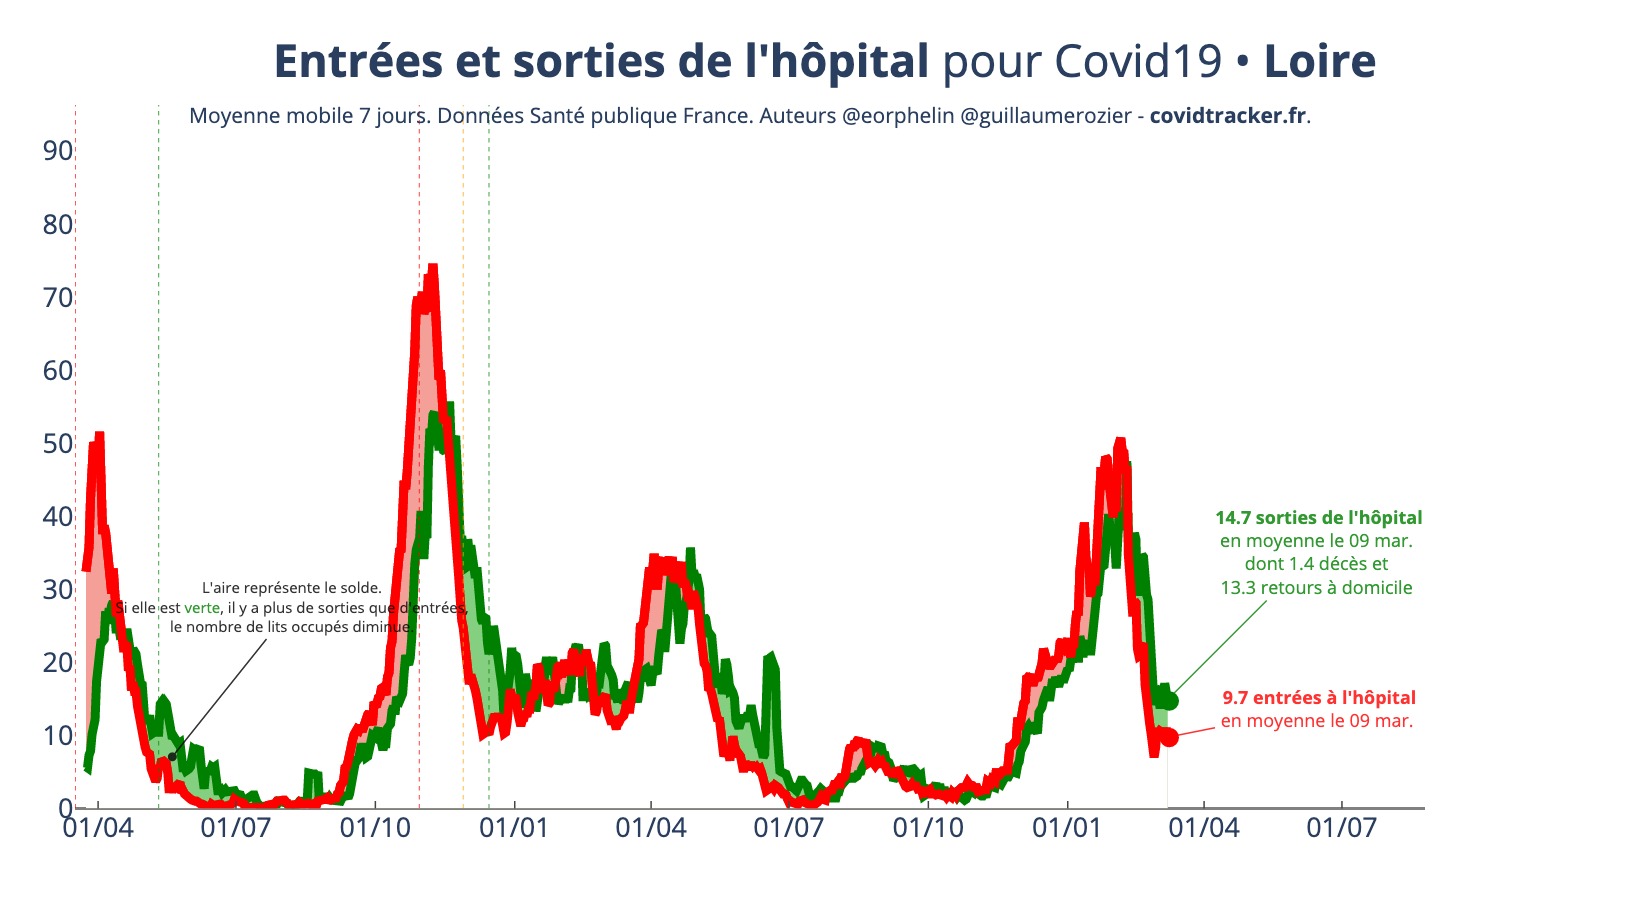 Entrées et sorties de l'hôpital pour Covid19 • Loire
Moyenne mobile 7 jours. Données Santé publique France. Auteurs @eorphelin @guillaumerozier - covidtracker.fr.
90
80
70
60
50
40
30
20
10
0
L'aire représente le solde.
Si elle est verte, il y a plus de sorties que d'entrées,
le nombre de lits occupés diminue.
14.7 sorties de l'hôpital
en moyenne le 09 mar.
dont 1.4 décès et
13.3 retours à domicile
9.7 entrées à l'hôpital
en moyenne le 09 mar.
01/04 01/07 01/10 01/01 01/04 01/07 01/10 01/01 01/04 01/07